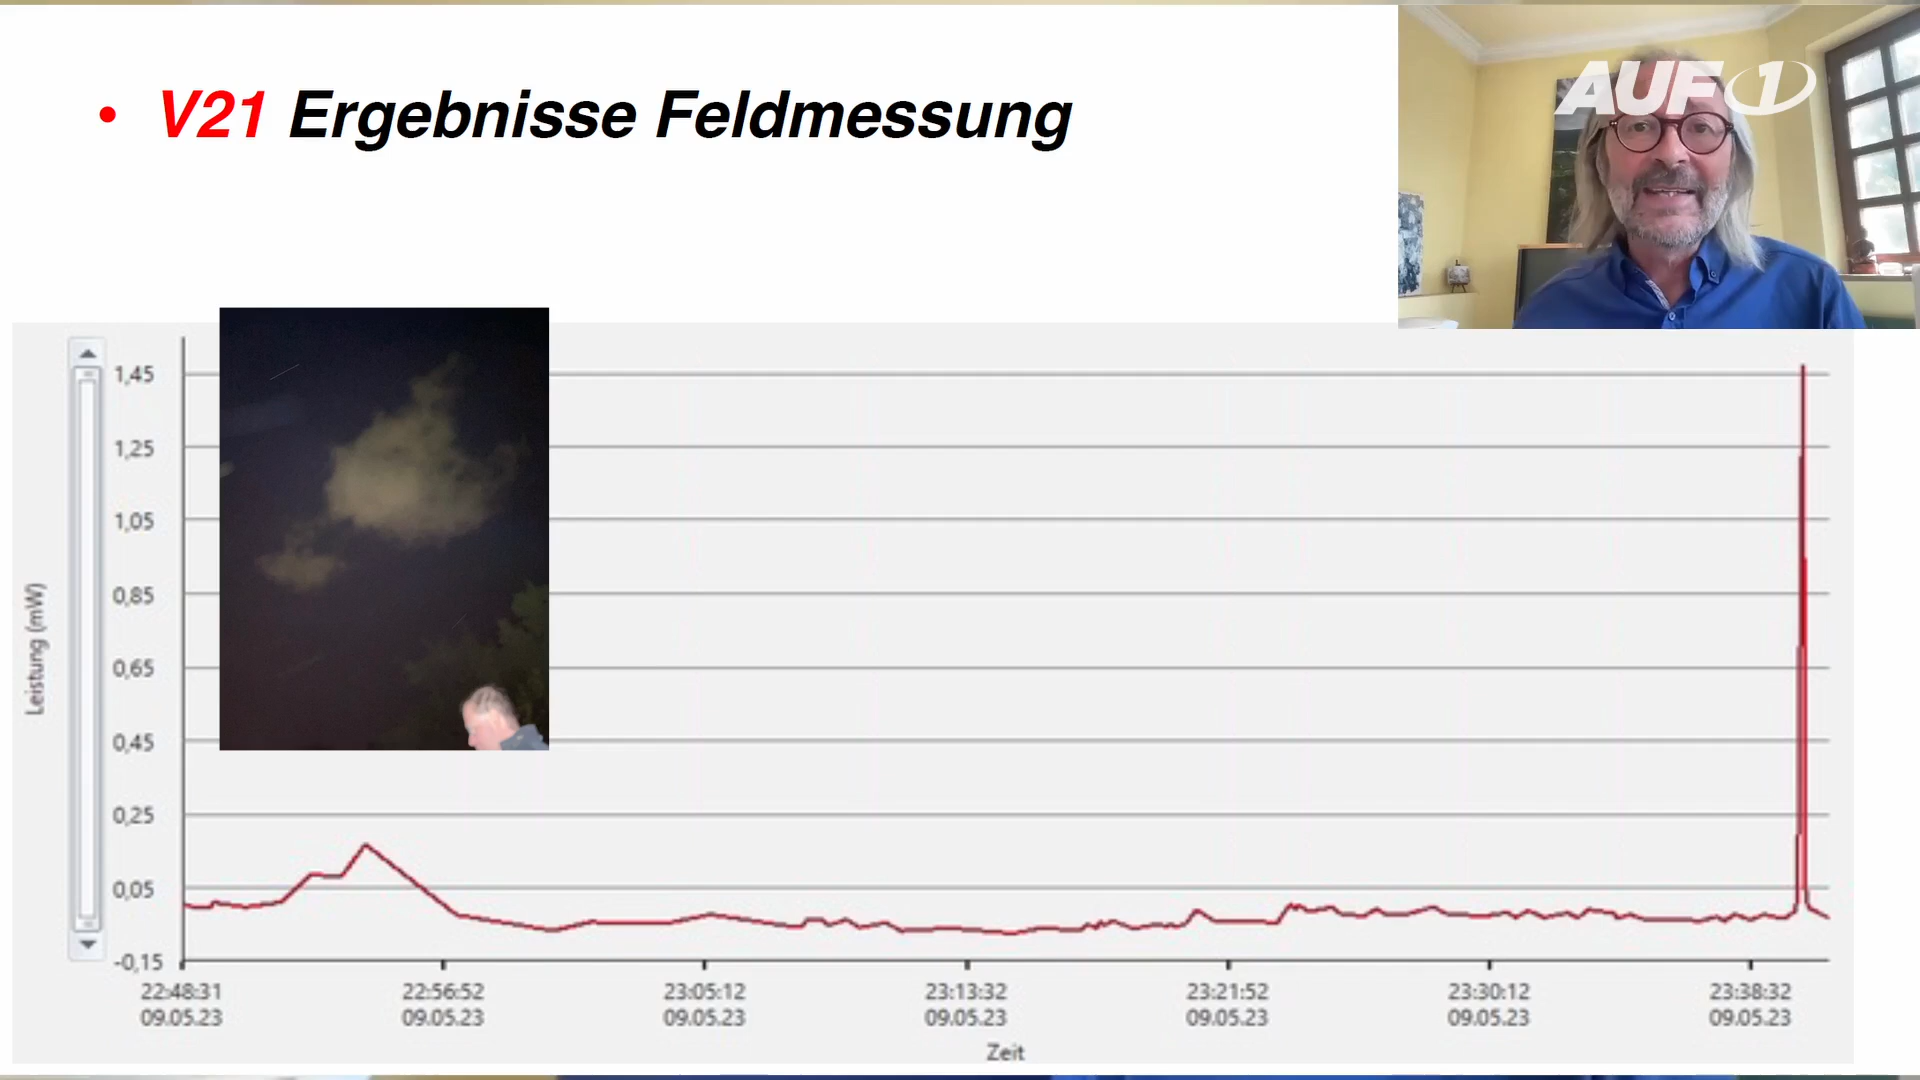 AUF1
• V21 Ergebnisse Feldmessung
1,45
1,25
1,05
0,85
0,65
0,45
0,25
0,05
-0,15
Leistung (mW)
22:48:31 22:56:52 23:05:12 23:13:32 23:21:52 23:30:12 23:38:32
09.05.23 09.05.23 09.05.23 09.05.23 09.05.23 09.05.23 09.05.23
Zeit